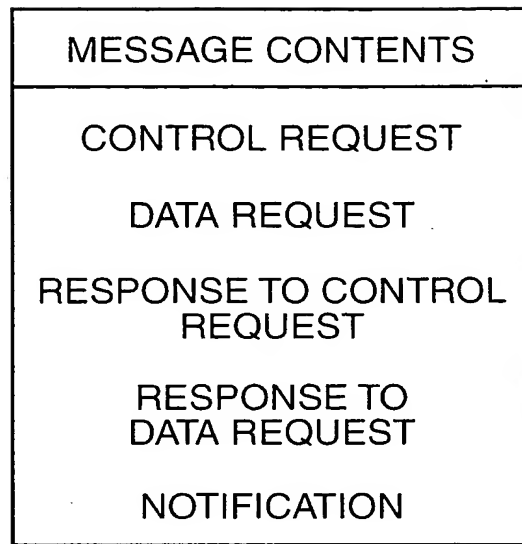 MESSAGE CONTENTS
CONTROL REQUEST
DATA REQUEST
RESPONSE TO CONTROL
REQUEST
RESPONSE TO
DATA REQUEST
NOTIFICATION